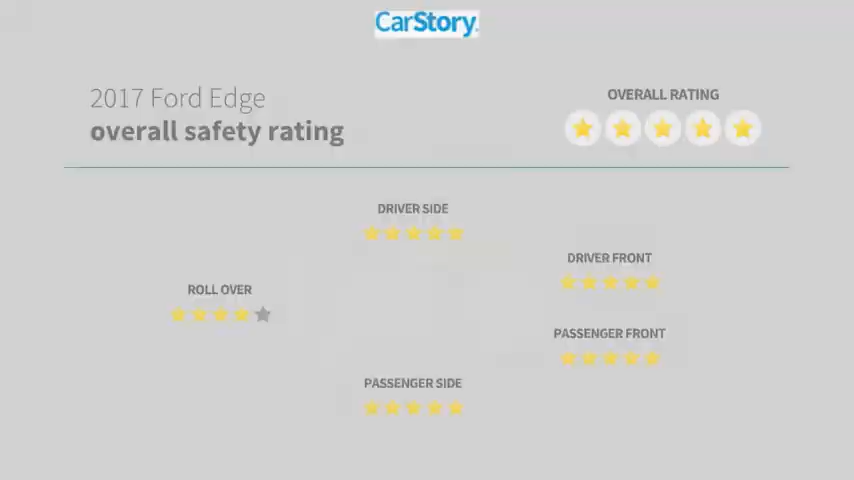 CarStory.
2017 Ford Edge
overall safety rating
OVERALL RATING
DRIVER SIDE
DRIVER FRONT
ROLL OVER
PASSENGER FRONT
PASSENGER SIDE